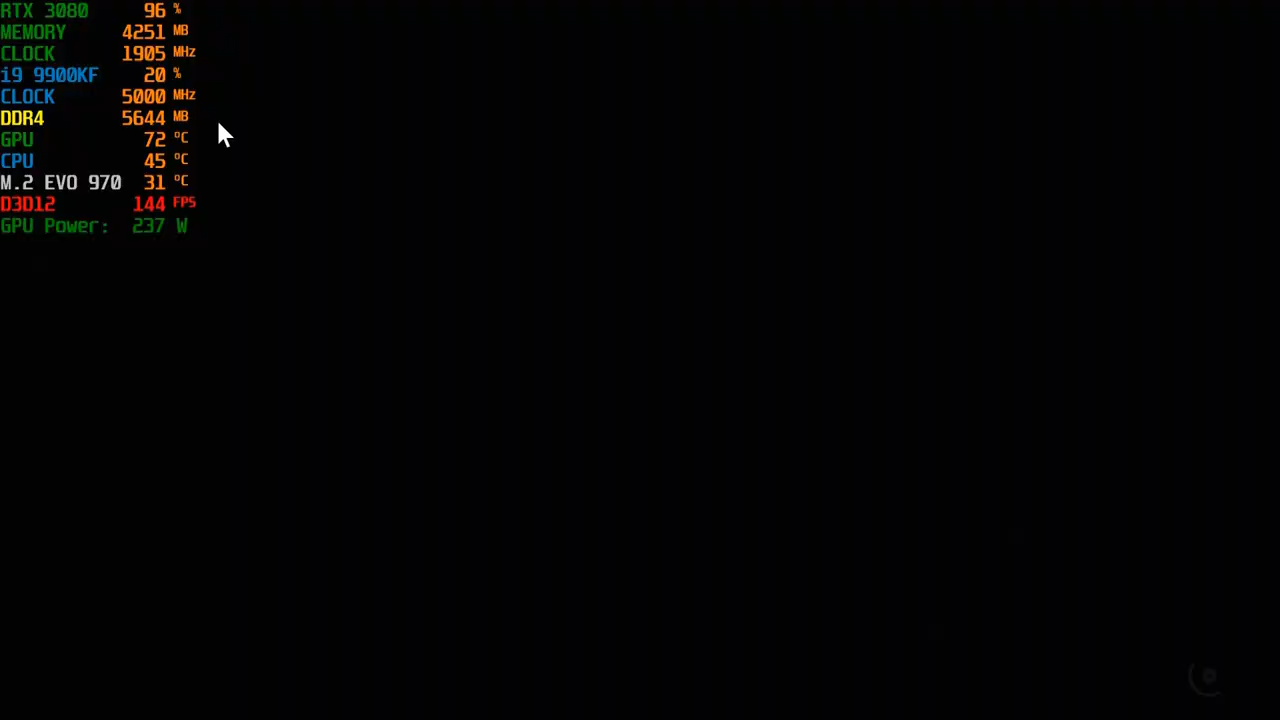 RTX 3080 96 %
MEMORY 4251 MB
CLOCK 1905 MHz
i9 9900KF 20 %
CLOCK 5000 MHz
DDR4 5644 MB
GPU 72 °C
CPU 45 °C
M.2 EVO 970 31 °C
D3D12 144 FPS
GPU Power: 237 W